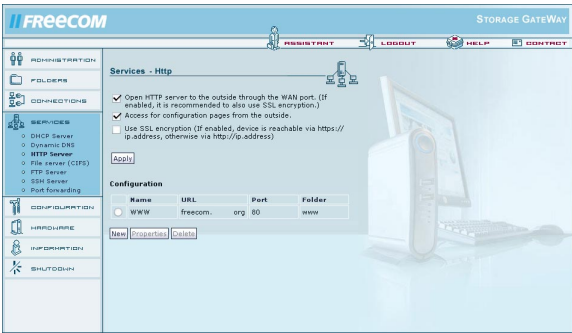 FREECOM
STORAGE GATEWAY
ASSISTANT
LOGOUT
HELP
CONTACT
ADMINISTRATION
FOLDERS
CONNECTIONS
SERVICES
DHCP Server
Dynamic DNS
HTTP Server
File server (CIFS)
FTP Server
SSH Server
Port forwarding
CONFIGURATION
HARDWARE
INFORMATION
SHUTDOWN
Services - Http
Open HTTP server to the outside through the WAN port. (If
enabled, it is recommended to also use SSL encryption.)
Access for configuration pages from the outside.
Use SSL encryption (If enabled, device is reachable via https://
ip.address, otherwise via http://ip.address)
Apply
Configuration
Name URL Port Folder
WWW freecom. org 80 www
New Properties Delete